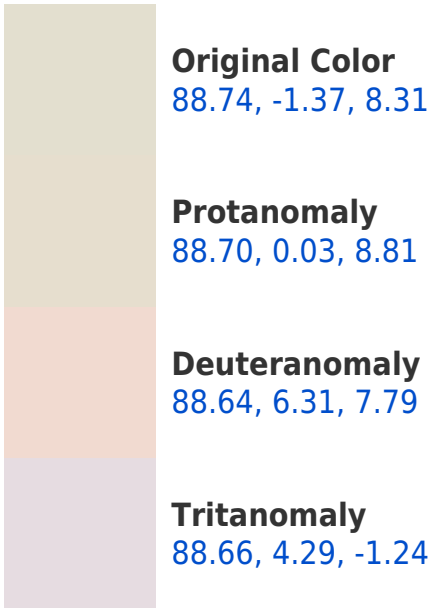 Original Color
88.74, -1.37, 8.31
Protanomaly
88.70, 0.03, 8.81
Deuteranomaly
88.64, 6.31, 7.79
Tritanomaly
88.66, 4.29, -1.24